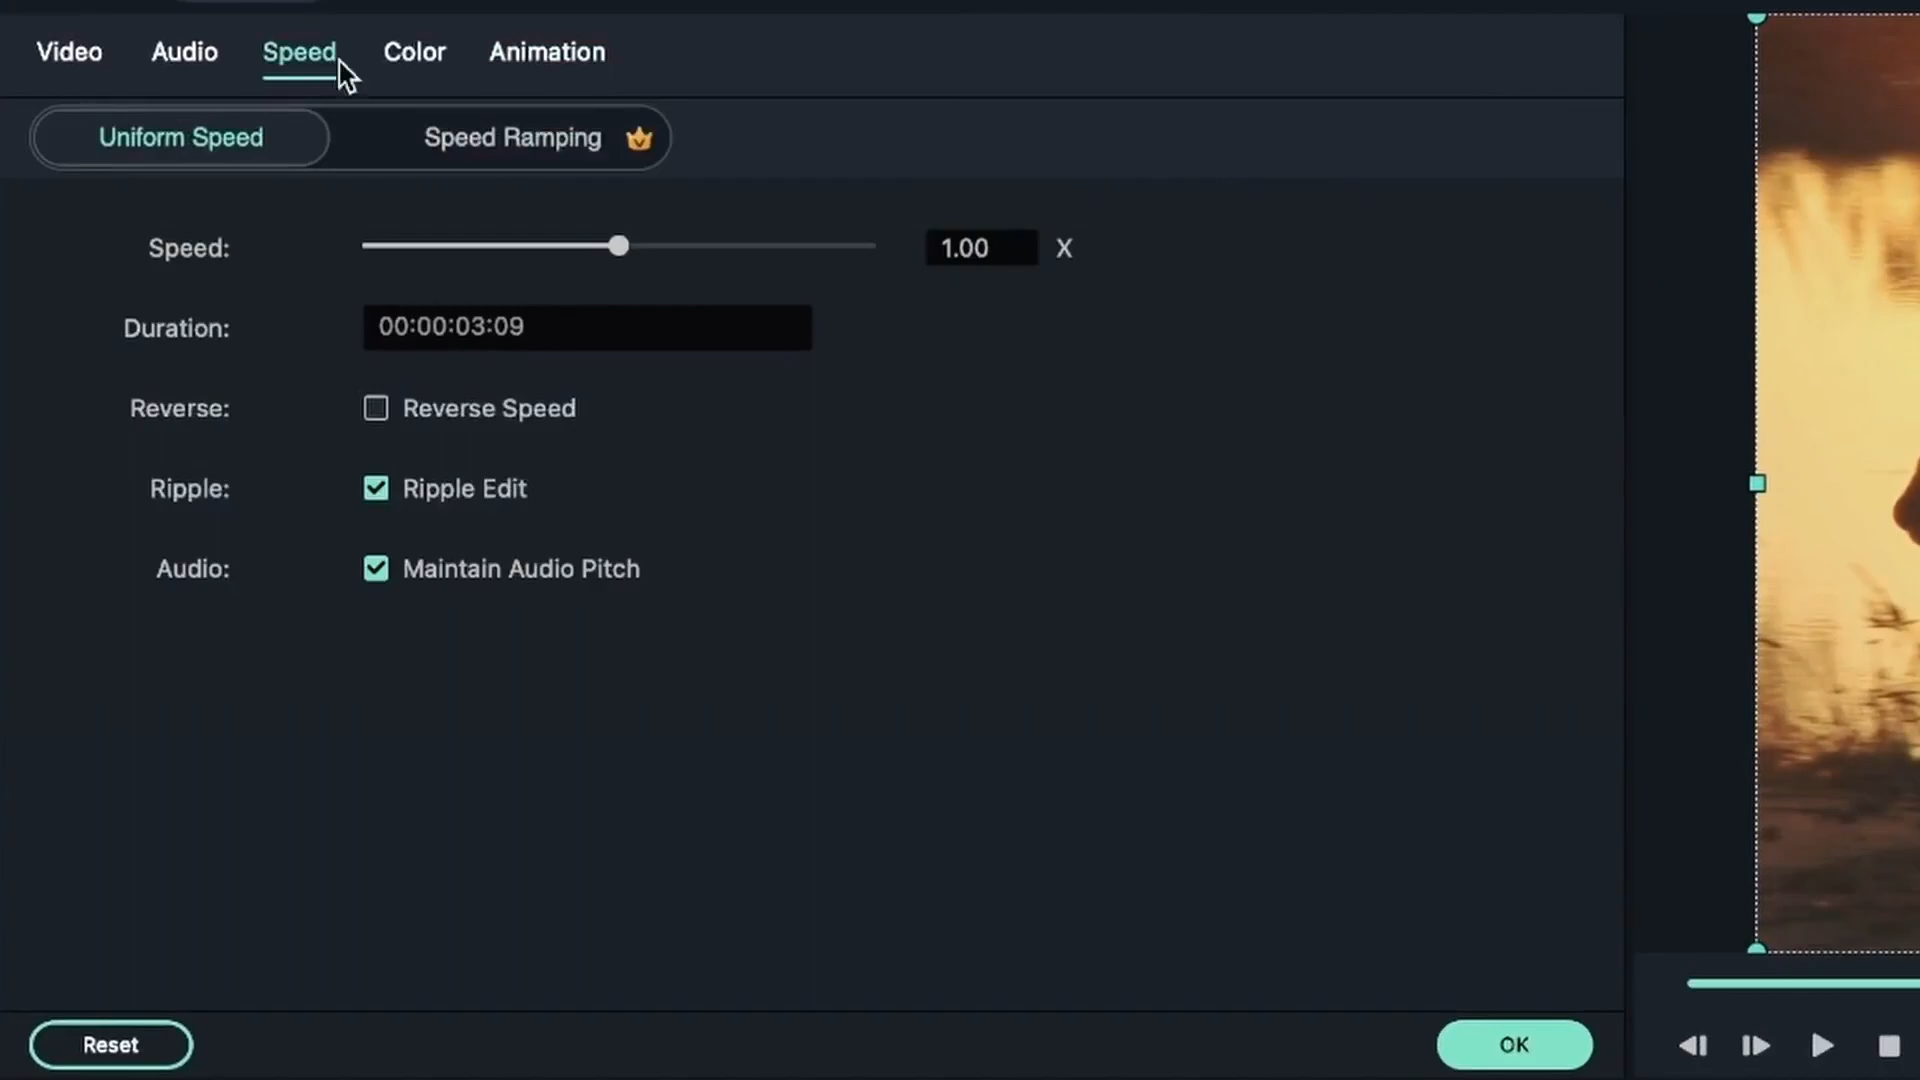 Video Audio Speed Color Animation
Uniform Speed Speed Ramping
Speed: 1.00 X
Duration: 00:00:03:09
Reverse: Reverse Speed
Ripple: Ripple Edit
Audio: Maintain Audio Pitch
Reset OK